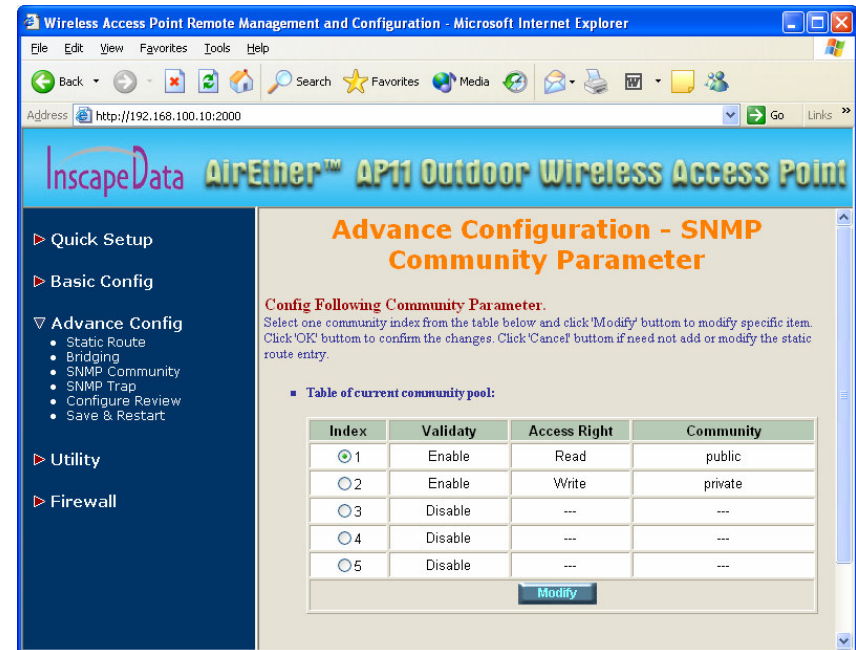 Wireless Access Point Remote Management and Configuration - Microsoft Internet Explorer
File Edit View Favorites Tools Help
Back Search Favorites Media
Address http://192.168.100.10:2000 Go Links »
InscapeData AirEther™ AP11 Outdoor Wireless Access Point
Quick Setup
Basic Config
Advance Config
Static Route
Bridging
SNMP Community
SNMP Trap
Configure Review
Save & Restart
Utility
Firewall
Advance Configuration - SNMP
Community Parameter
Config Following Community Parameter.
Select one community index from the table below and click 'Modify' buttom to modify specific item.
Click 'OK' buttom to confirm the changes. Click 'Cancel' buttom if need not add or modify the static
route entry.
Table of current community pool:
Index Validaty Access Right Community
1 Enable Read public
2 Enable Write private
3 Disable --- ---
4 Disable --- ---
5 Disable --- ---
Modify